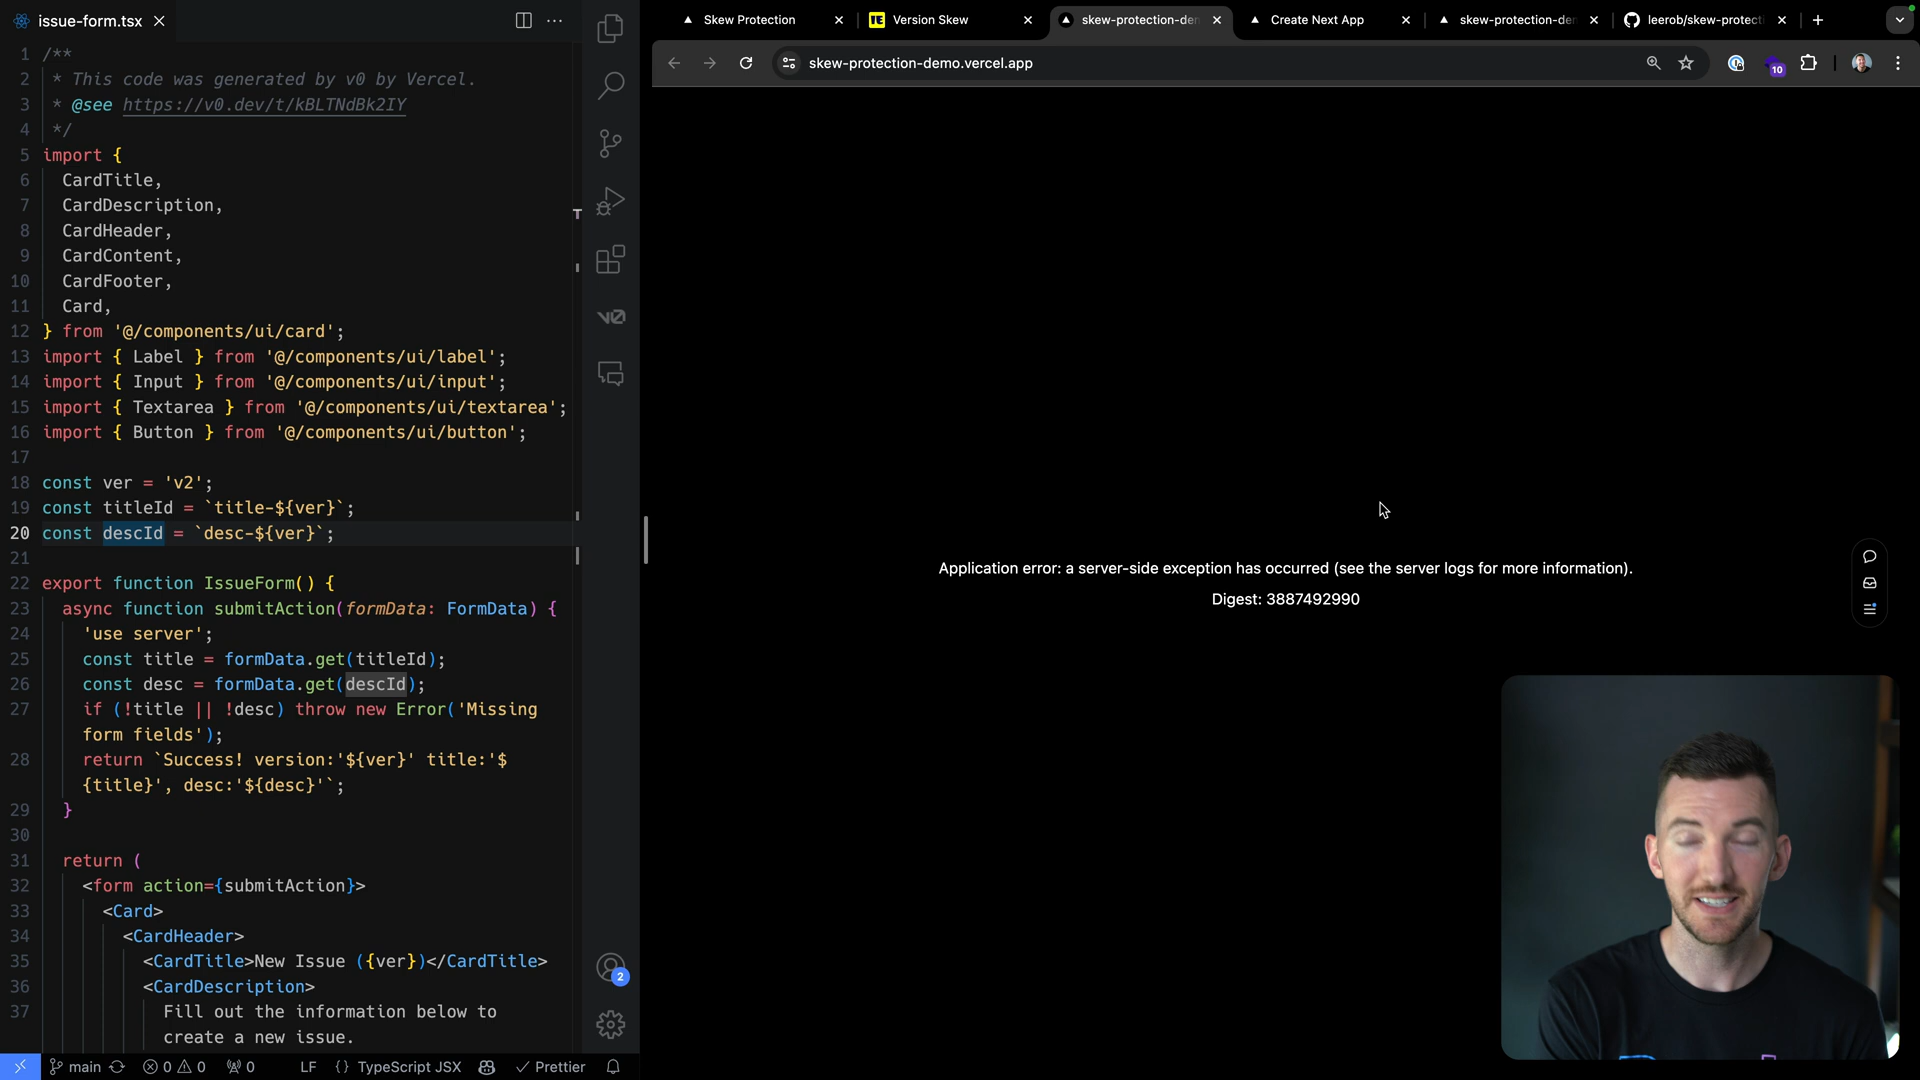 issue-form.tsx
1 /**
2 * This code was generated by v0 by Vercel.
3 * @see https://v0.dev/t/kBLTNdBk2IY
4 */
5 import {
6 CardTitle,
7 CardDescription,
8 CardHeader,
9 CardContent,
10 CardFooter,
11 Card,
12 } from '@/components/ui/card';
13 import { Label } from '@/components/ui/label';
14 import { Input } from '@/components/ui/input';
15 import { Textarea } from '@/components/ui/textarea';
16 import { Button } from '@/components/ui/button';
17
18 const ver = 'v2';
19 const titleId = `title-${ver}`;
20 const descId = `desc-${ver}`;
21
22 export function IssueForm() {
23 async function submitAction(formData: FormData) {
24 'use server';
25 const title = formData.get(titleId);
26 const desc = formData.get(descId);
27 if (!title || !desc) throw new Error('Missing
form fields');
28 return `Success! version:'${ver}' title:'$
{title}', desc:'${desc}'`;
29 }
30
31 return (
32 <form action={submitAction}>
33 <Card>
34 <CardHeader>
35 <CardTitle>New Issue ({ver})</CardTitle>
36 <CardDescription>
37 Fill out the information below to
create a new issue.
main 0 0 0 LF {} TypeScript JSX Prettier
v0
2
Skew Protection
IE Version Skew
skew-protection-den
Create Next App
skew-protection-de
leerob/skew-protect
skew-protection-demo.vercel.app
10
Application error: a server-side exception has occurred (see the server logs for more information).
Digest: 3887492990